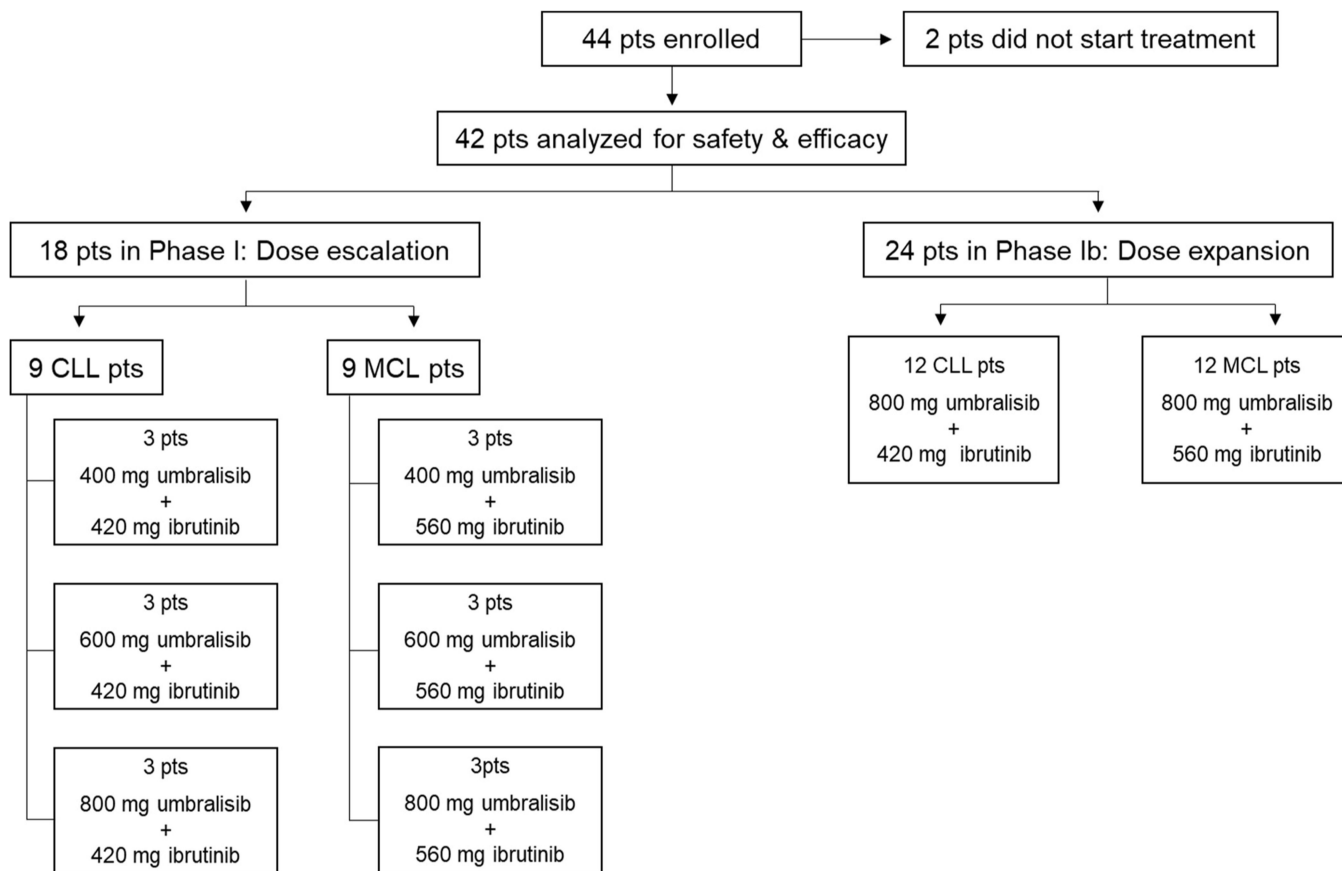 44 pts enrolled
2 pts did not start treatment
42 pts analyzed for safety & efficacy
18 pts in Phase I: Dose escalation
24 pts in Phase Ib: Dose expansion
9 CLL pts
9 MCL pts
12 CLL pts
800 mg umbralisib
+
420 mg ibrutinib
12 MCL pts
800 mg umbralisib
+
560 mg ibrutinib
3 pts
400 mg umbralisib
+
420 mg ibrutinib
3 pts
400 mg umbralisib
+
560 mg ibrutinib
3 pts
600 mg umbralisib
+
420 mg ibrutinib
3 pts
600 mg umbralisib
+
560 mg ibrutinib
3 pts
800 mg umbralisib
+
420 mg ibrutinib
3pts
800 mg umbralisib
+
560 mg ibrutinib